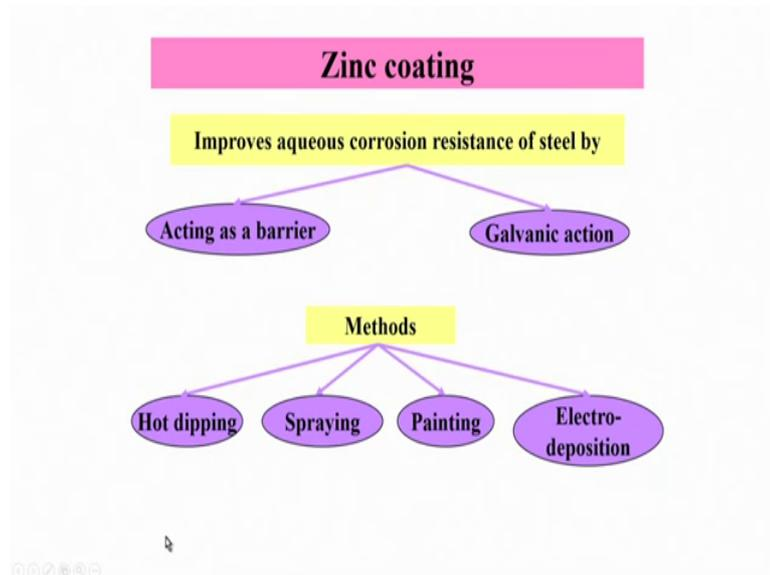 Zinc coating
Improves aqueous corrosion resistance of steel by
Acting as a barrier
Galvanic action
Methods
Hot dipping
Spraying
Painting
Electro-
deposition